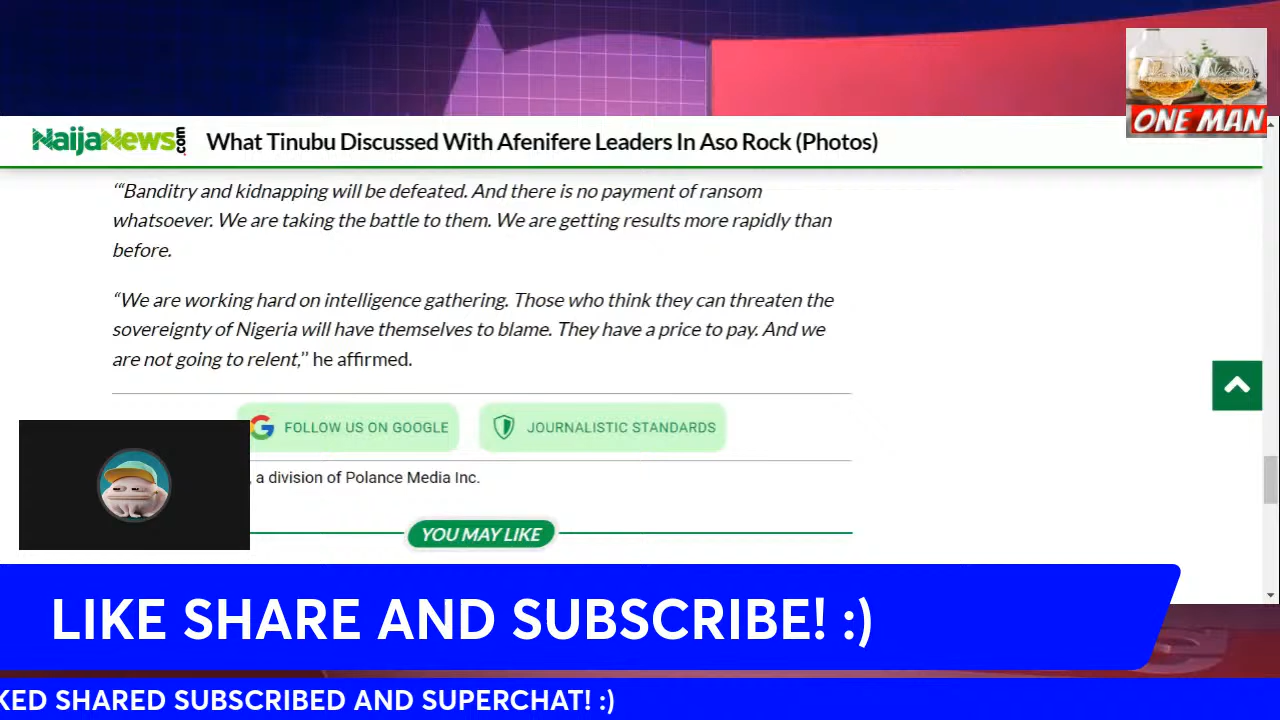 ONE MAN
NaijaNews.com
What Tinubu Discussed With Afenifere Leaders In Aso Rock (Photos)
‘“Banditry and kidnapping will be defeated. And there is no payment of ransom
whatsoever. We are taking the battle to them. We are getting results more rapidly than
before.
“We are working hard on intelligence gathering. Those who think they can threaten the
sovereignty of Nigeria will have themselves to blame. They have a price to pay. And we
are not going to relent,’’ he affirmed.
FOLLOW US ON GOOGLE
JOURNALISTIC STANDARDS
, a division of Polance Media Inc.
YOU MAY LIKE
LIKE SHARE AND SUBSCRIBE! :)
KED SHARED SUBSCRIBED AND SUPERCHAT! :)